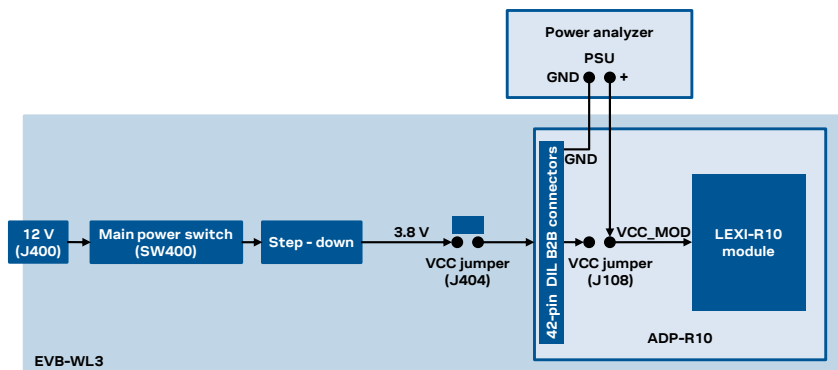 Power analyzer
PSU
GND
+
GND
42-pin DIL B2B connectors
12 V
(J400)
Main power switch
(SW400)
Step - down
3.8 V
VCC jumper
(J404)
VCC jumper
(J108)
VCC_MOD
LEXI-R10
module
ADP-R10
EVB-WL3